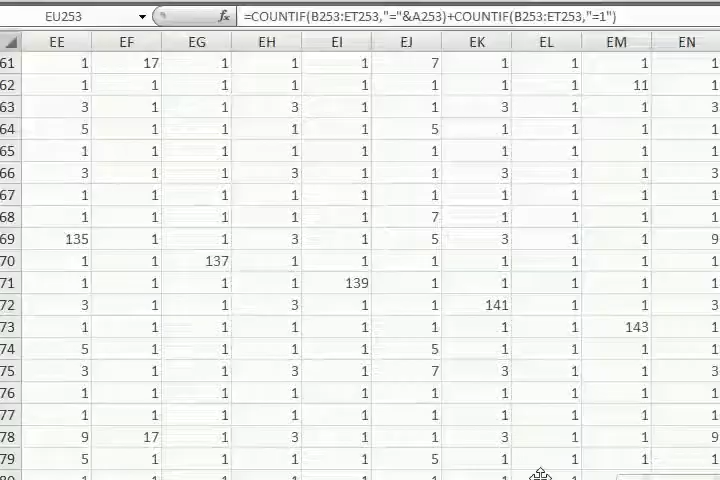 EU253 fx =COUNTIF(B253:ET253,"="&A253)+COUNTIF(B253:ET253,"=1")
EE EF EG EH EI EJ EK EL EM EN
61 1 17 1 1 1 7 1 1 1 1
62 1 1 1 1 1 1 1 1 11 1
63 3 1 1 3 1 1 3 1 1 3
64 5 1 1 1 1 5 1 1 1 1
65 1 1 1 1 1 1 1 1 1 1
66 3 1 1 3 1 1 3 1 1 3
67 1 1 1 1 1 1 1 1 1 1
68 1 1 1 1 1 7 1 1 1 1
69 135 1 1 3 1 5 3 1 1 9
70 1 1 137 1 1 1 1 1 1 1
71 1 1 1 1 139 1 1 1 1 1
72 3 1 1 3 1 1 141 1 1 3
73 1 1 1 1 1 1 1 1 143 1
74 5 1 1 1 1 5 1 1 1 1
75 3 1 1 3 1 7 3 1 1 3
76 1 1 1 1 1 1 1 1 1 1
77 1 1 1 1 1 1 1 1 1 1
78 9 17 1 3 1 1 3 1 1 9
79 5 1 1 1 1 5 1 1 1 1